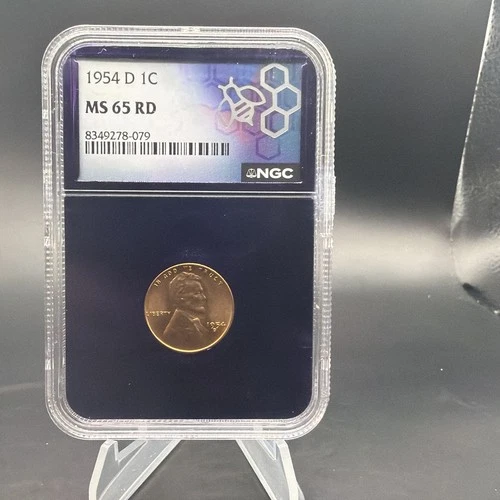 1954 D 1C
MS 65 RD
8349278-079
NGC
IN GOD WE TRUST
LIBERTY
1954
D